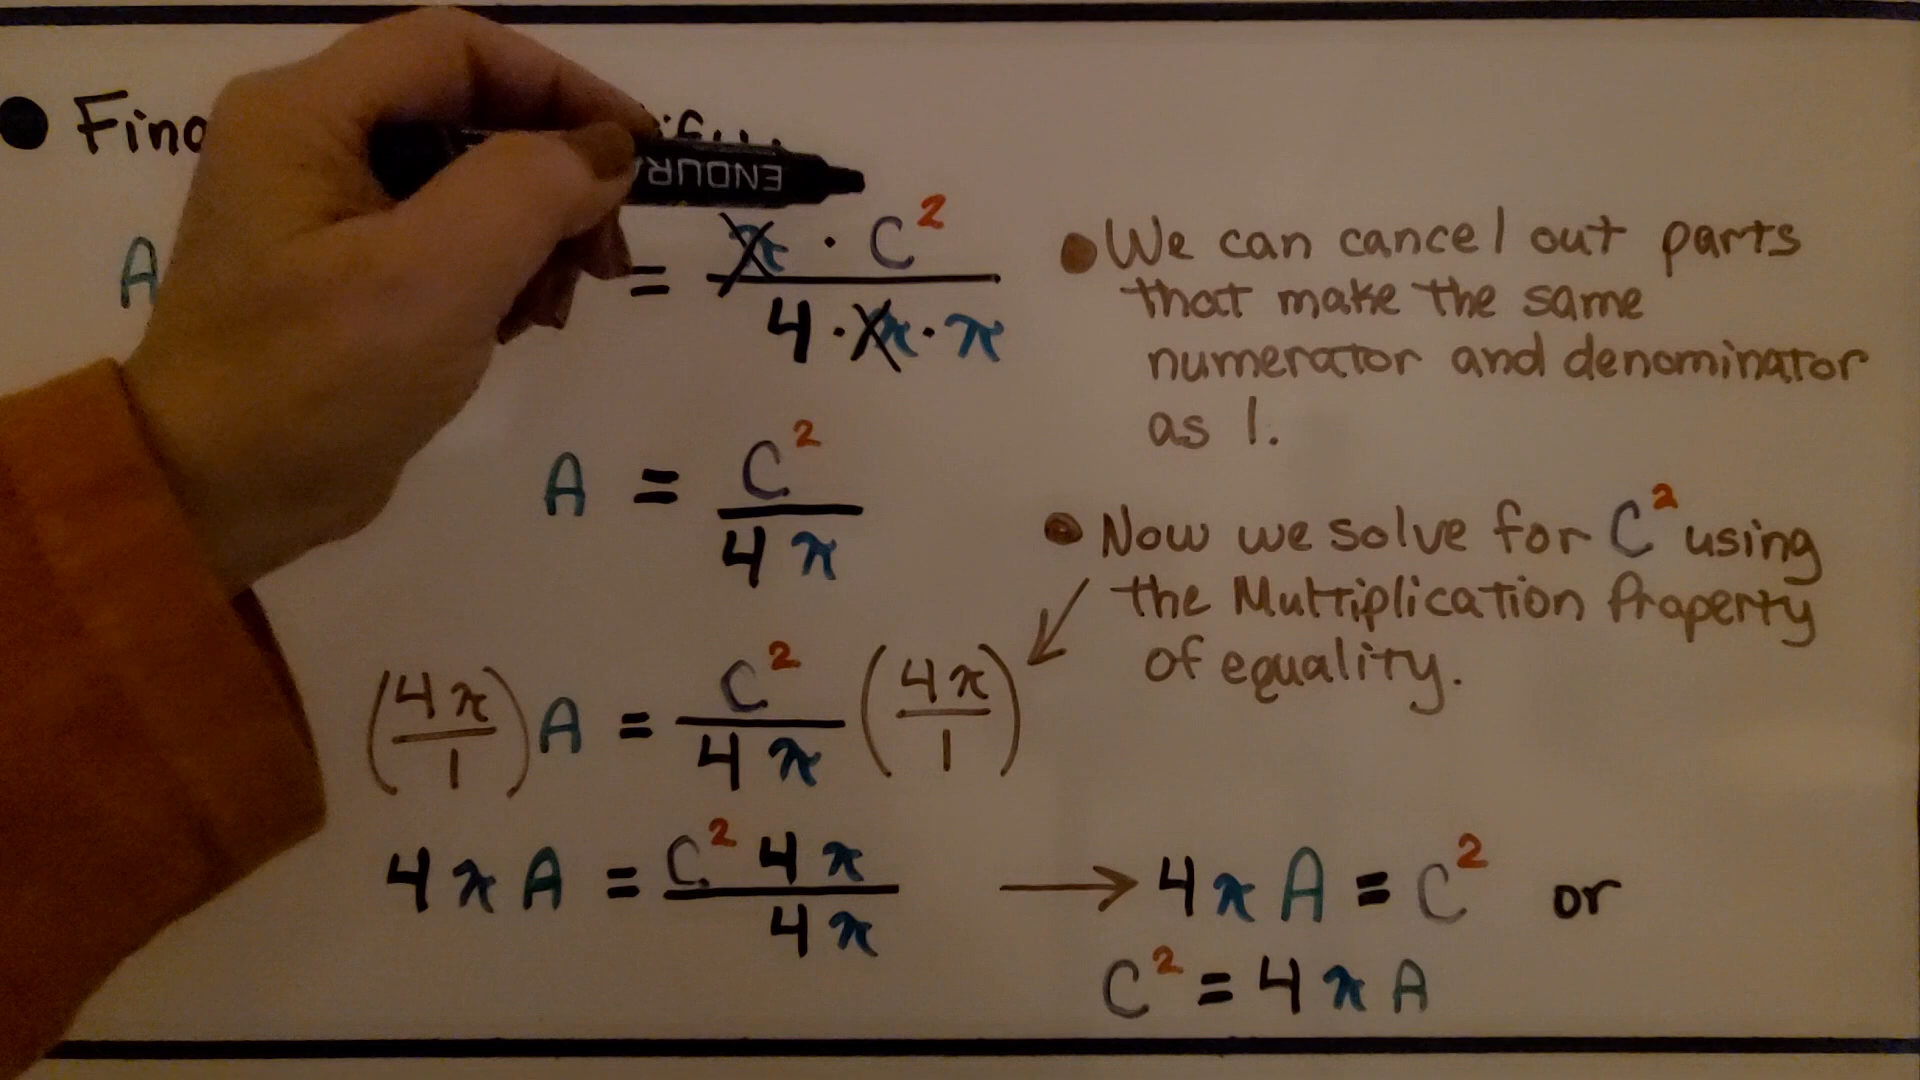 A = π · C²
4 · π · π
ENDURA
We can cancel out parts
that make the same
numerator and denominator
as 1.
A = C²
4π
Now we solve for C² using
the Multiplication Property
of equality.
(4π/1) A = C²/4π (4π/1)
4πA = C² 4π
4π
→ 4πA = C² or
C² = 4πA